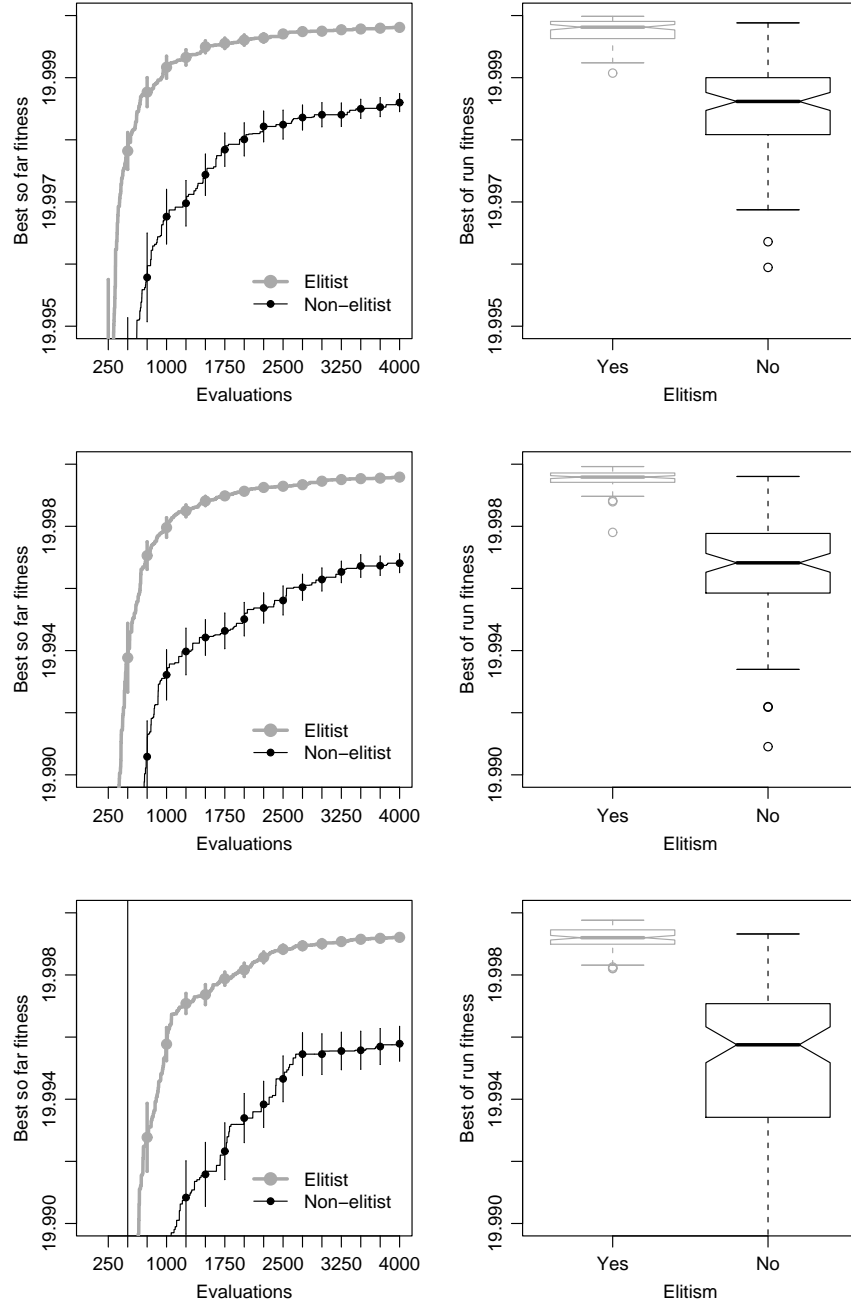 19.995 19.997 19.999
Best so far fitness
Elitist
Non−elitist
250 1000 1750 2500 3250 4000
Evaluations
19.995 19.997 19.999
Best of run fitness
Yes No
Elitism
19.990 19.994 19.998
Best so far fitness
Elitist
Non−elitist
250 1000 1750 2500 3250 4000
Evaluations
19.990 19.994 19.998
Best of run fitness
Yes No
Elitism
19.990 19.994 19.998
Best so far fitness
Elitist
Non−elitist
250 1000 1750 2500 3250 4000
Evaluations
19.990 19.994 19.998
Best of run fitness
Yes No
Elitism